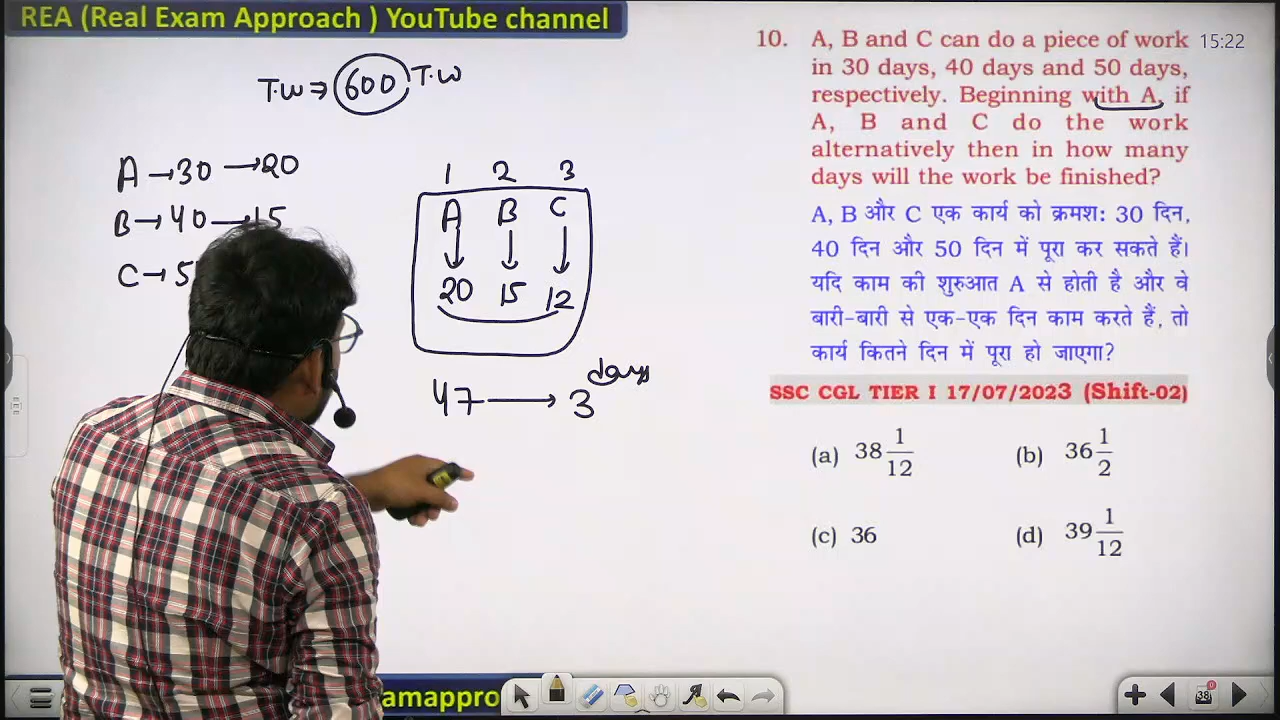 REA (Real Exam Approach ) YouTube channel
T.W ⇒ 600 T.W
A → 30 → 20
B → 40 → 15
C → 5
1 2 3
A B C
20 15 12
47 → 3 days
15:22
10. A, B and C can do a piece of work
in 30 days, 40 days and 50 days,
respectively. Beginning with A, if
A, B and C do the work
alternatively then in how many
days will the work be finished?
A, B और C एक कार्य को क्रमश: 30 दिन,
40 दिन और 50 दिन में पूरा कर सकते हैं।
यदि काम की शुरुआत A से होती है और वे
बारी-बारी से एक-एक दिन काम करते हैं, तो
कार्य कितने दिन में पूरा हो जाएगा?
SSC CGL TIER I 17/07/2023 (Shift-02)
(a) 38 1/12 (b) 36 1/2
(c) 36 (d) 39 1/12
amappro
38